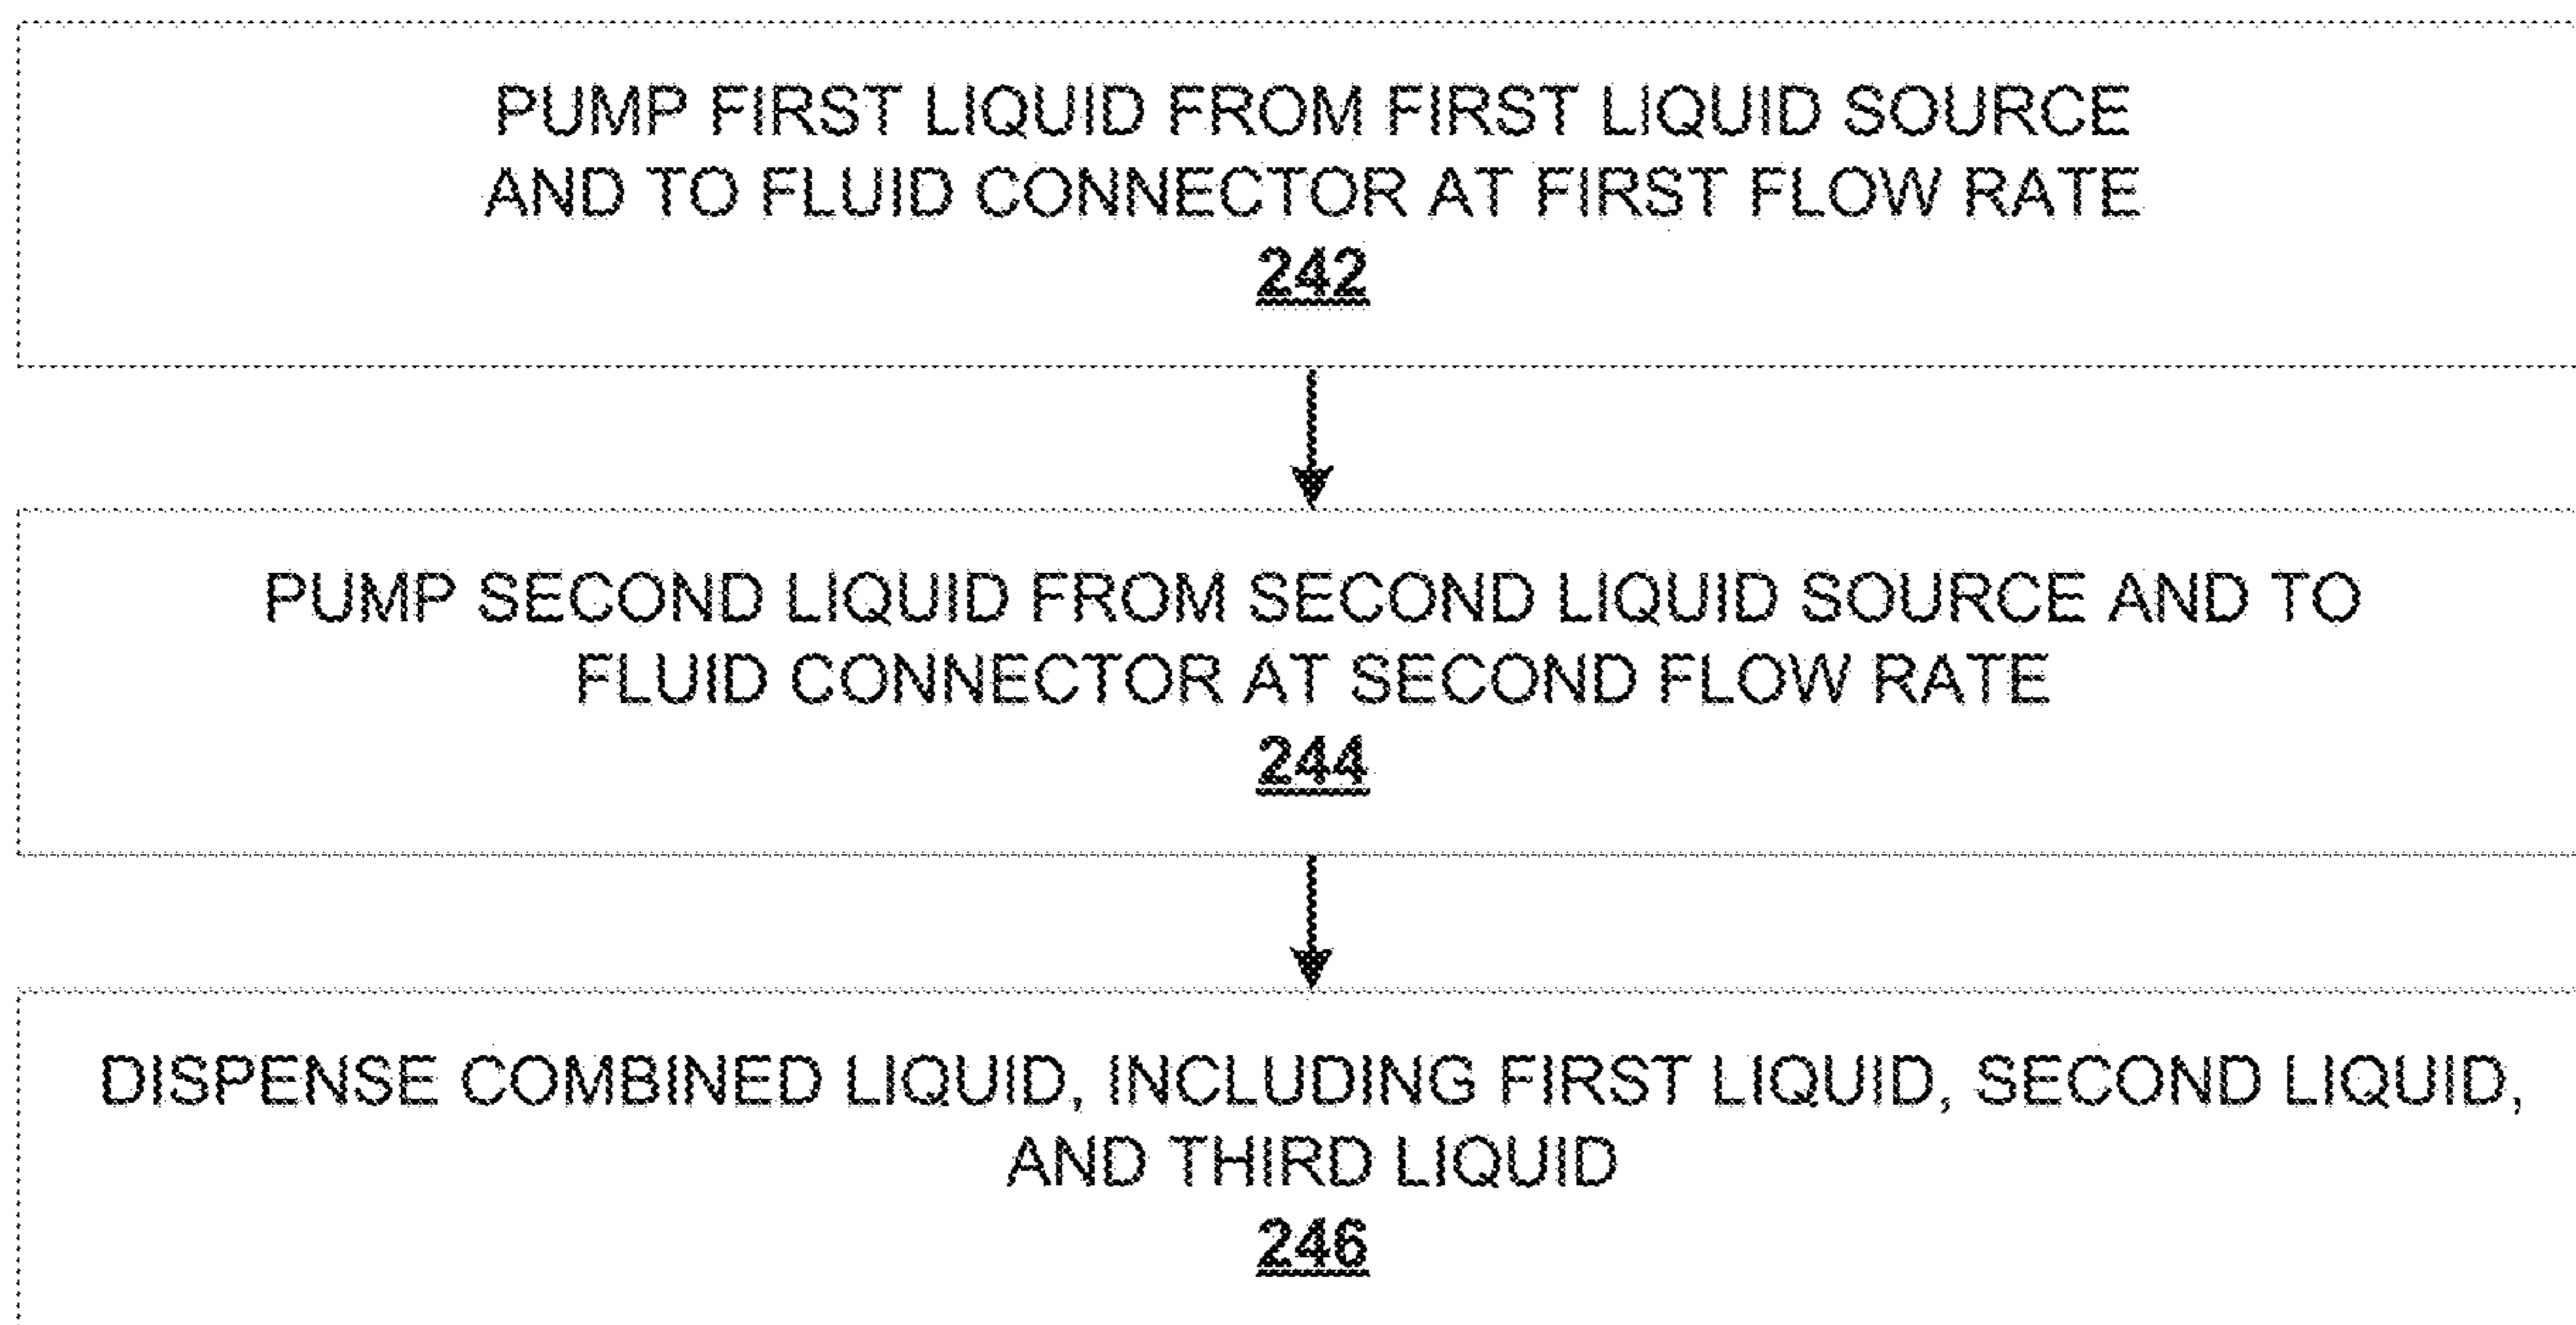 PUMP FIRST LIQUID FROM FIRST LIQUID SOURCE
AND TO FLUID CONNECTOR AT FIRST FLOW RATE
242
PUMP SECOND LIQUID FROM SECOND LIQUID SOURCE AND TO
FLUID CONNECTOR AT SECOND FLOW RATE
244
DISPENSE COMBINED LIQUID, INCLUDING FIRST LIQUID, SECOND LIQUID,
AND THIRD LIQUID
246